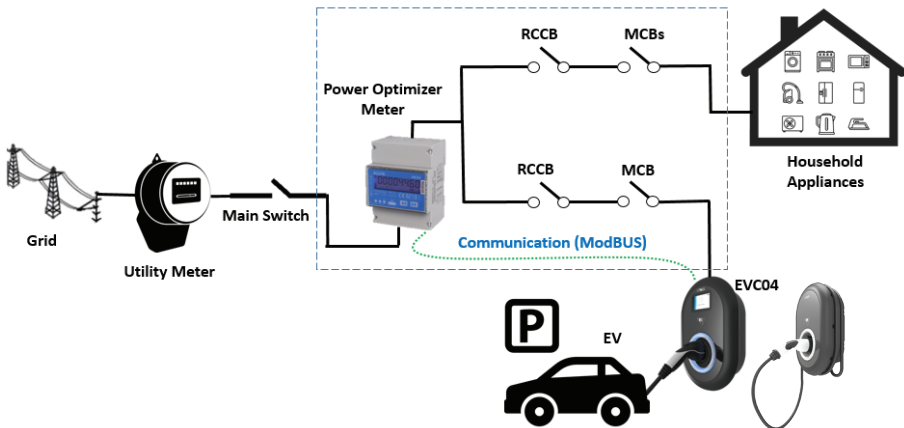 RCCB
MCBs
Power Optimizer
Meter
Household
Appliances
RCCB
MCB
Main Switch
Grid
Communication (ModBUS)
Utility Meter
EVC04
P
EV